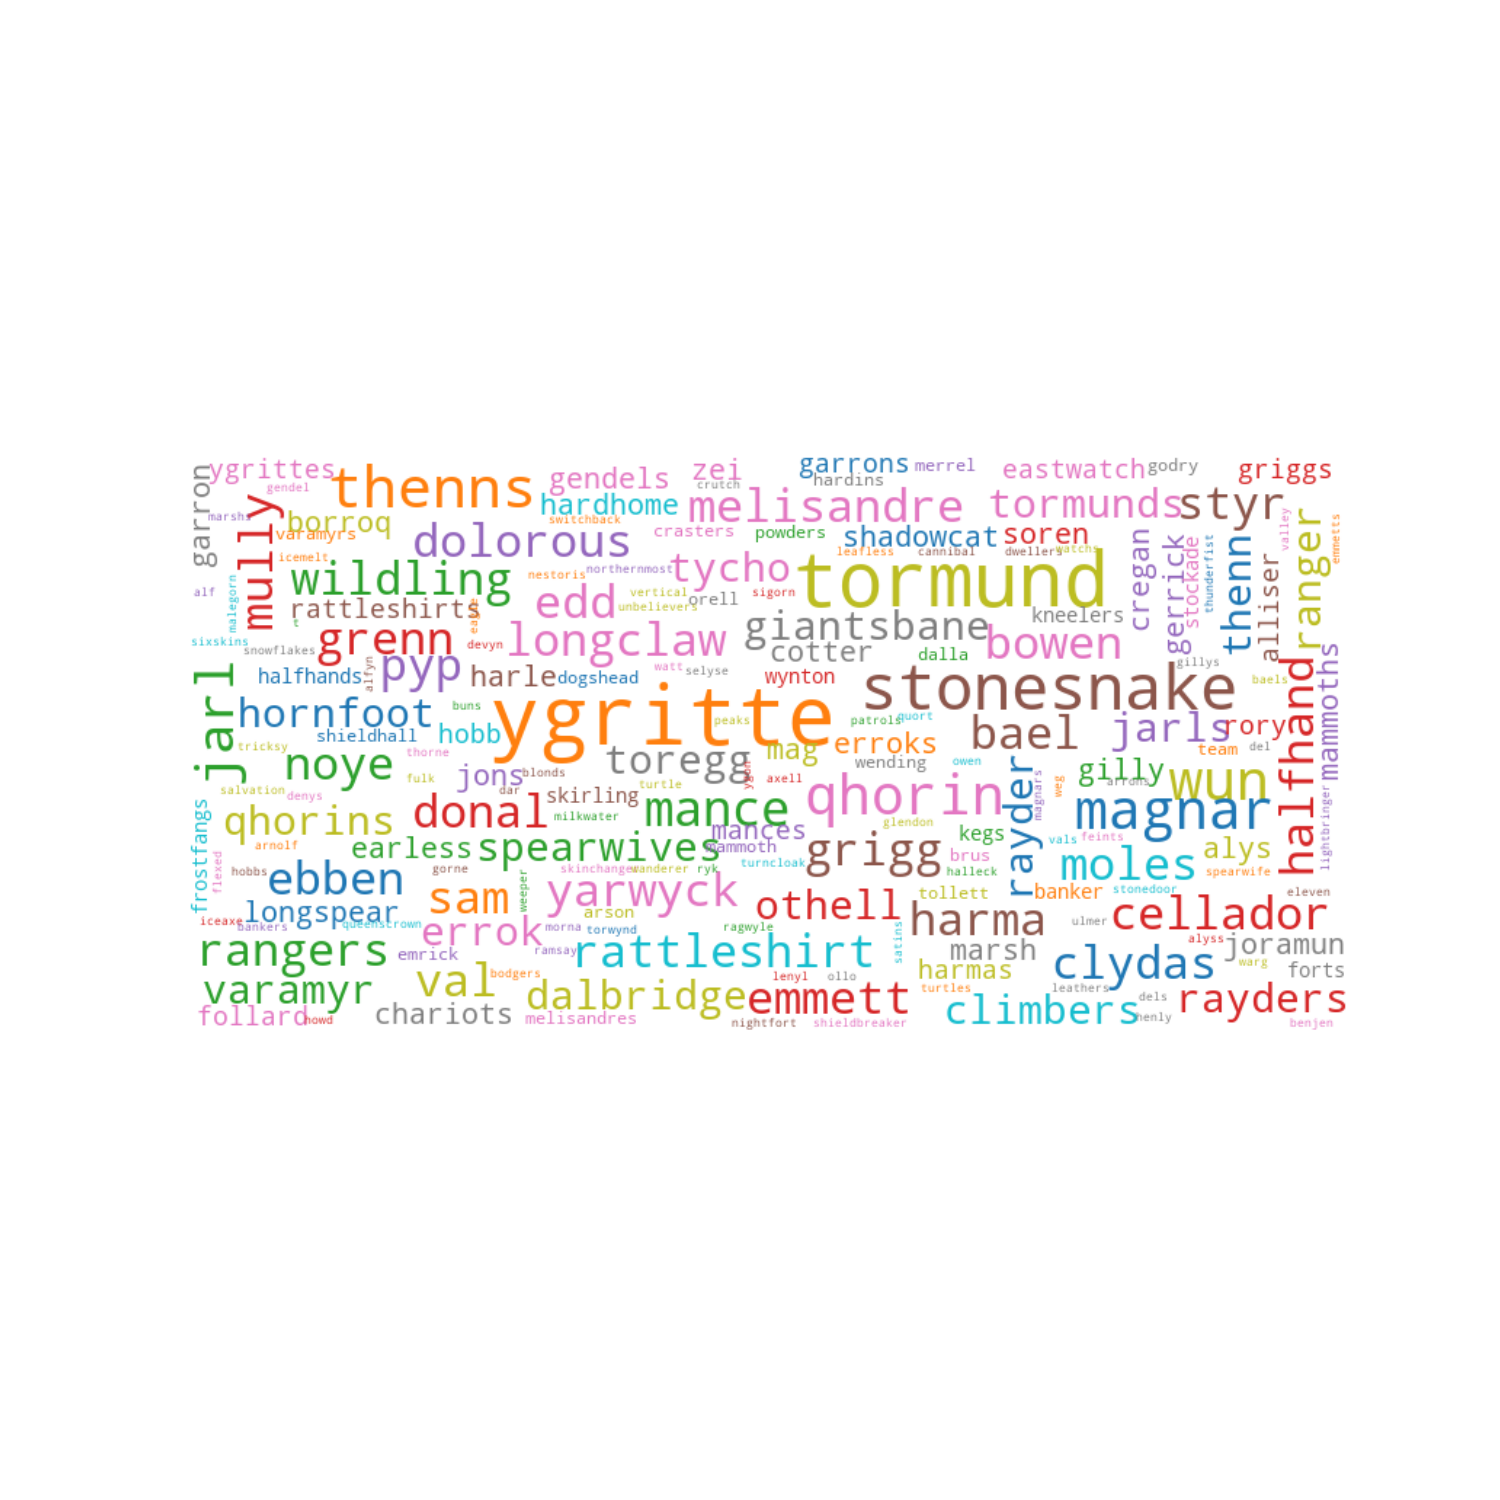 garron
ygrittes
gendel
thenns
gendels
zei
crutch
garrons
hardins
merrel
eastwatch
godry
griggs
marshs
mully
borroq
varamyrs
hardhome
switchback
melisandre
tormunds
styr
valley
ranger
emmetts
dolorous
crasters
powders
shadowcat
soren
leafless
cannibal
dwellers
watchs
cregan
gerrick
stockade
thunderfist
thenn
alliser
icemelt
alf
malegorn
wildling
nestoris
northernmost
tycho
tormund
edd
vertical
unbelievers
orell
sigorn
rattleshirts
t
eagle
sixskins
snowflakes
grenn
devyn
longclaw
giantsbane
cotter
kneelers
dalla
bowen
gillys
baels
halfhand
mammoths
jarl
halfhands
alfyn
pyp
harle
dogshead
watt
selyse
wynton
stonesnake
hornfoot
shieldhall
buns
hobb
ygritte
peaks
patrols
quort
bael
jarls
rory
team
del
tricksy
noye
thorne
toregg
ygon
mag
erroks
wending
owen
gilly
arrons
wun
salvation
denys
fulk
jons
blonds
dar
skirling
turtle
axell
qhorin
rayder
magnars
weg
magnar
lightbringer
frostfangs
qhorins
arnolf
donal
milkwater
mance
mances
mammoth
glendon
kegs
vals
feints
alys
flexed
hobbs
earless
spearwives
gorne
skinchanger
wanderer
ryk
turncloak
grigg
brus
halleck
moles
spearwife
ebben
weeper
sam
yarwyck
othell
tollett
banker
stonedoor
eleven
iceaxe
longspear
bankers
queenstrown
errok
arson
morna
torwynd
ragwyle
satins
harma
ulmer
cellador
alyss
joramun
rangers
emrick
ramsay
rattleshirt
marsh
harmas
clydas
warg
forts
varamyr
val
bodgers
dalbridge
lenyl
ollo
emmett
turtles
leathers
climbers
dels
henly
rayders
follard
howd
chariots
melisandres
nightfort
shieldbreaker
benjen